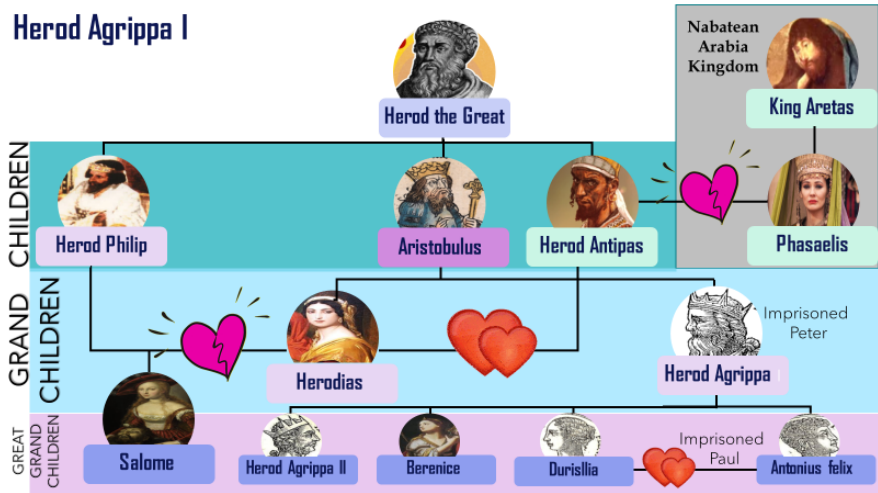 Herod Agrippa I
Nabatean
Arabia
Kingdom
King Aretas
Herod the Great
CHILDREN
Herod Philip
Aristobulus
Herod Antipas
Phasaelis
GRAND
CHILDREN
Imprisoned
Peter
Herodias
Herod Agrippa I
GREAT
GRAND
CHILDREN
Salome
Herod Agrippa II
Berenice
Durisllia
Imprisoned
Paul
Antonius felix